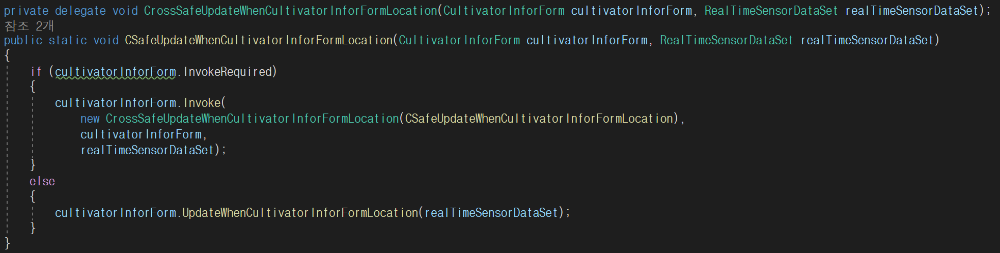 private delegate void CrossSafeUpdateWhenCultivatorInforFormLocation(CultivatorInforForm cultivatorInforForm, RealTimeSensorDataSet realTimeSensorDataSet);
참조 2개
public static void CSafeUpdateWhenCultivatorInforFormLocation(CultivatorInforForm cultivatorInforForm, RealTimeSensorDataSet realTimeSensorDataSet)
{
    if (cultivatorInforForm.InvokeRequired)
    {
        cultivatorInforForm.Invoke(
            new CrossSafeUpdateWhenCultivatorInforFormLocation(CSafeUpdateWhenCultivatorInforFormLocation),
            cultivatorInforForm,
            realTimeSensorDataSet);
    }
    else
    {
        cultivatorInforForm.UpdateWhenCultivatorInforFormLocation(realTimeSensorDataSet);
    }
}